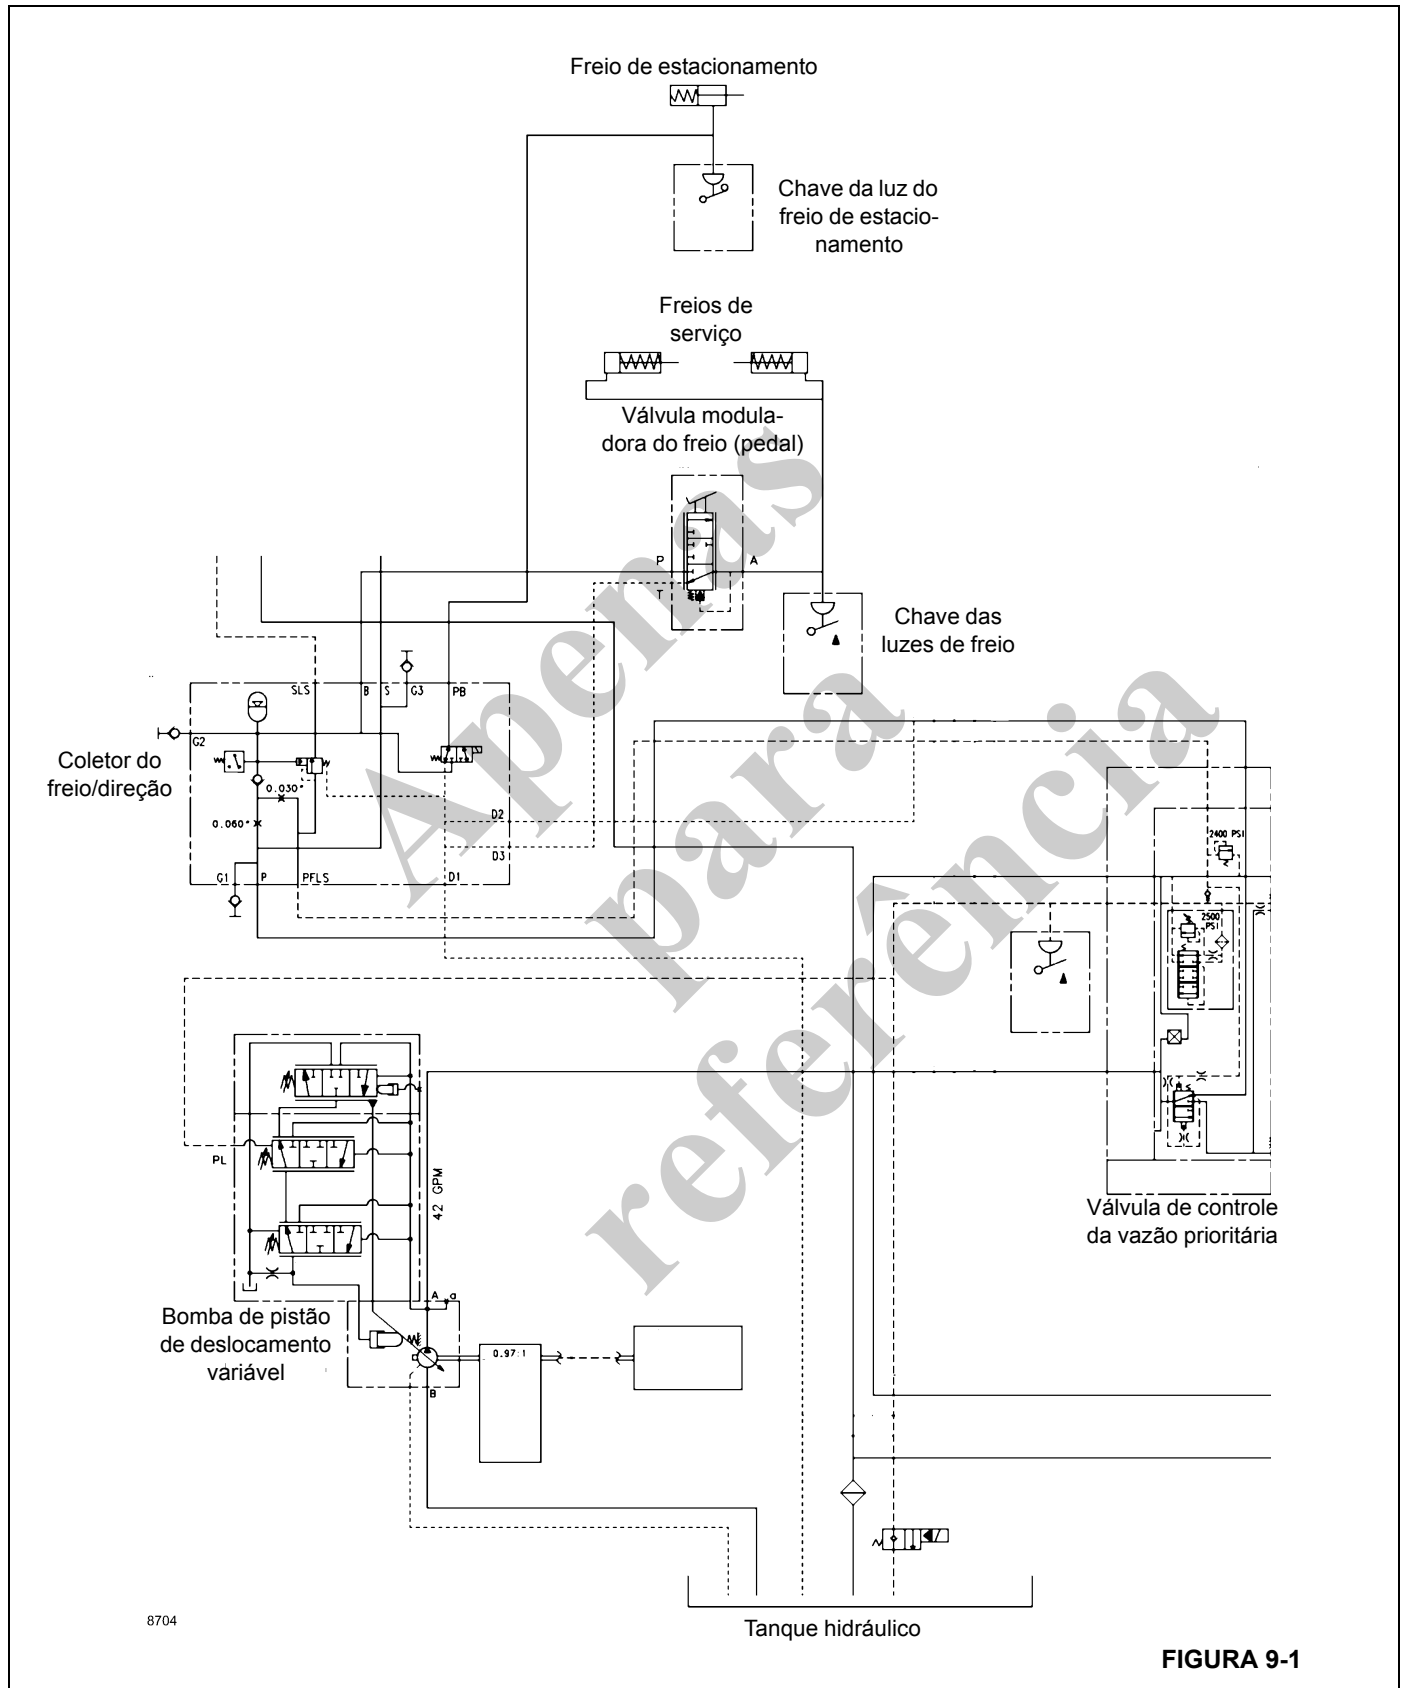 Freio de estacionamento
Chave da luz do
freio de estacio-
namento
Freios de
serviço
Válvula modula-
dora do freio (pedal)
P
A
T
Chave das
luzes de freio
SLS
B
S
G3
PB
G2
Coletor do
freio/direção
0.030"
0.060"
D2
D3
G1
P
PFLS
D1
2400 PSI
2500
PSI
PL
42 GPM
Válvula de controle
da vazão prioritária
A
a
Bomba de pistão
de deslocamento
variável
0.97:1
B
Tanque hidráulico
8704
FIGURA 9-1
Apenas
para
referência